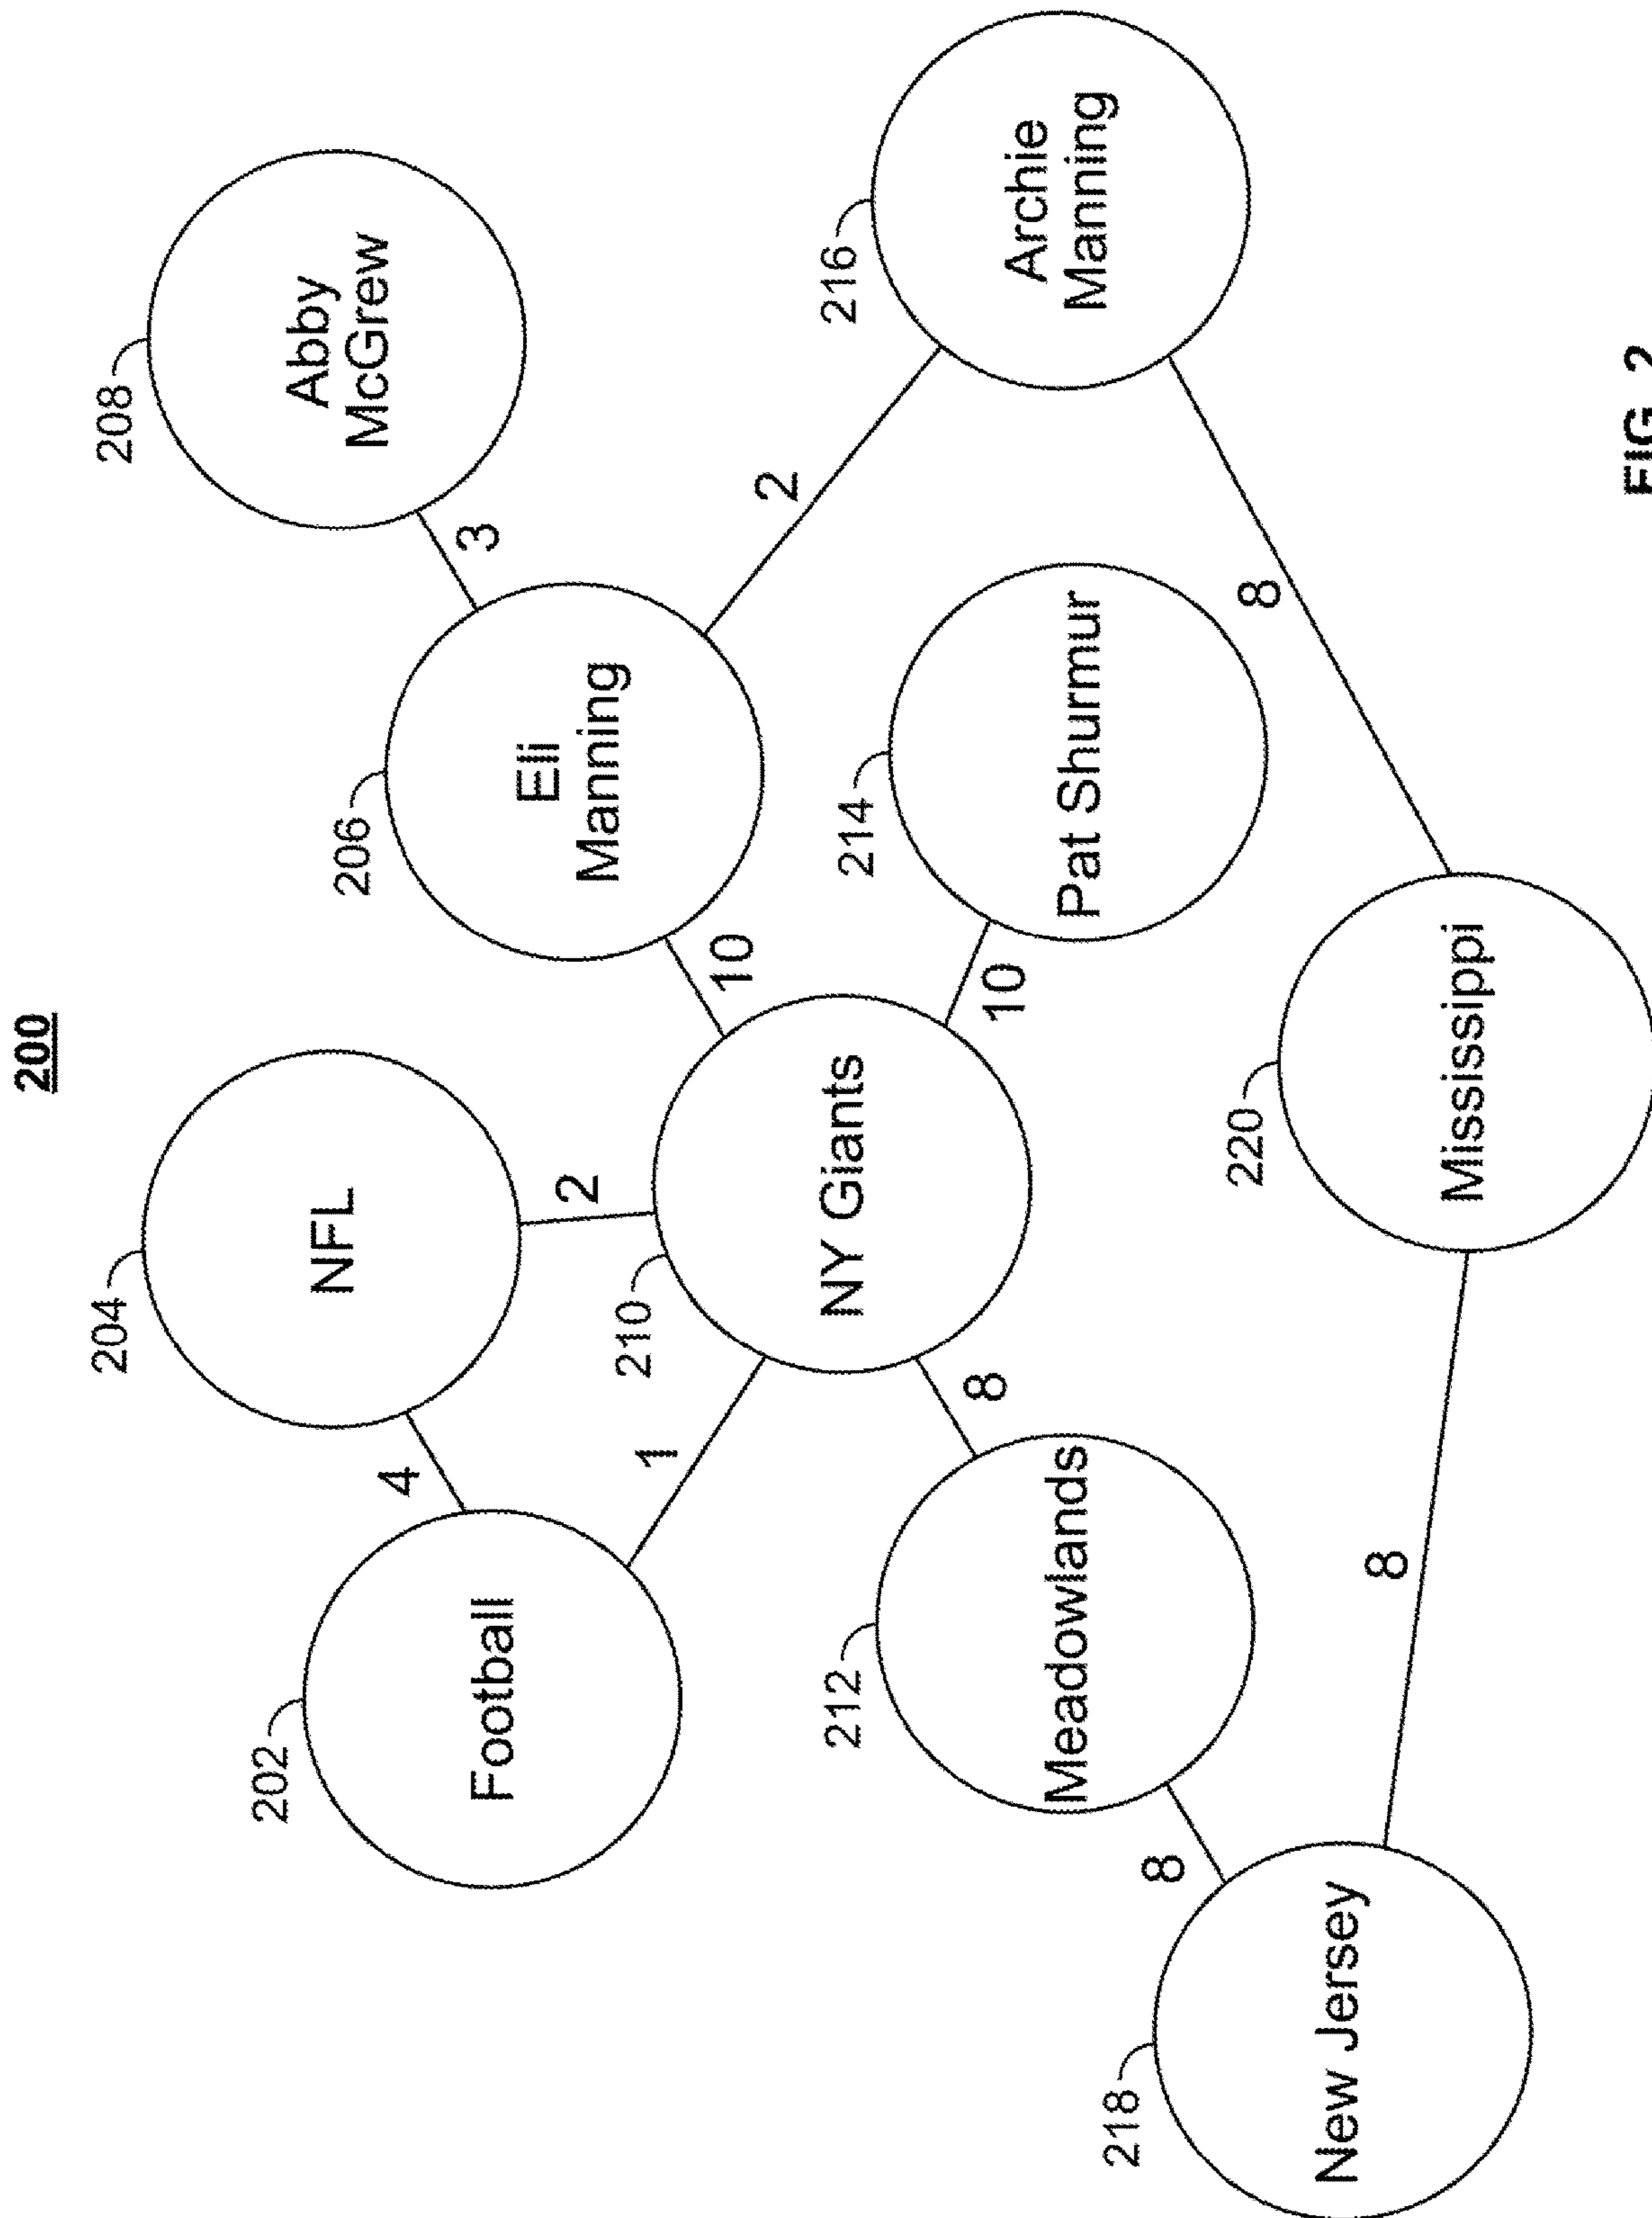 200
208
Abby
McGrew
204
NFL
3
206
Eli
Manning
202
Football
4
2
10
2
216
Archie
Manning
1
210
NY Giants
212
Meadowlands
8
10
214
Pat Shurmur
218
New Jersey
8
220
Mississippi
8
8
FIG. 2